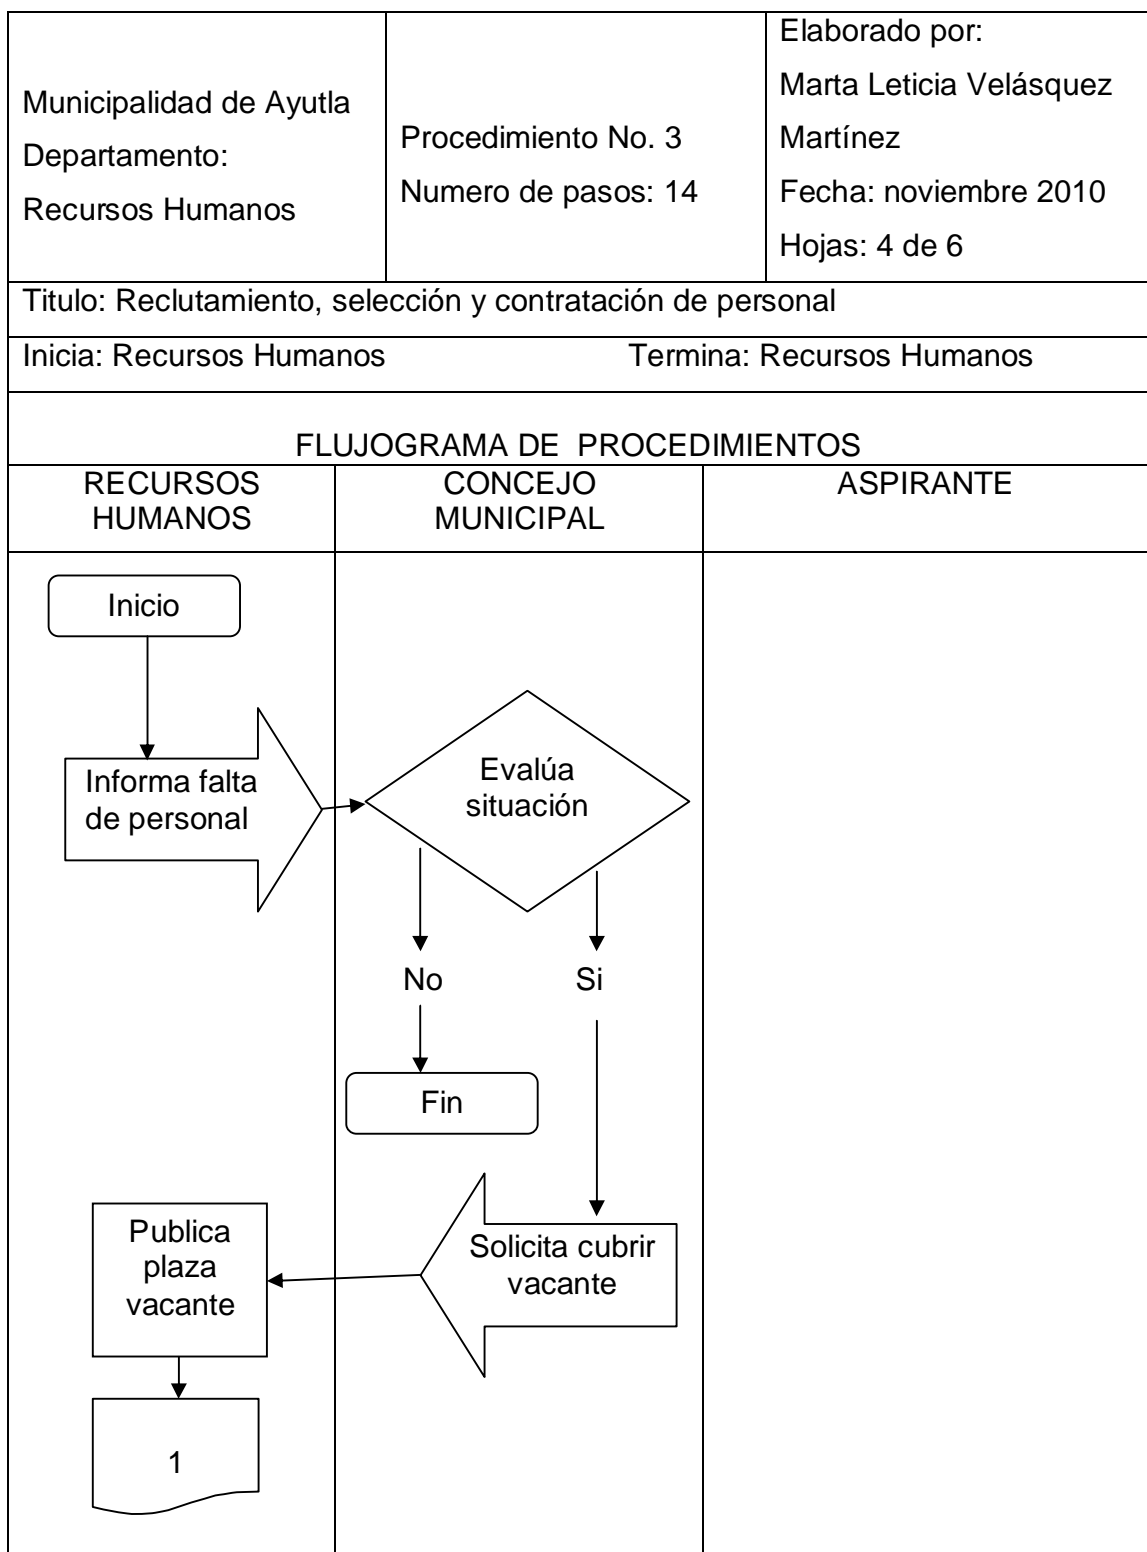 Municipalidad de Ayutla
Departamento:
Recursos Humanos
Procedimiento No. 3
Numero de pasos: 14
Elaborado por:
Marta Leticia Velásquez
Martínez
Fecha: noviembre 2010
Hojas: 4 de 6
Titulo: Reclutamiento, selección y contratación de personal
Inicia: Recursos Humanos Termina: Recursos Humanos
FLUJOGRAMA DE PROCEDIMIENTOS
RECURSOS
HUMANOS
CONCEJO
MUNICIPAL
ASPIRANTE
Inicio
Informa falta
de personal
Evalúa
situación
No
Si
Fin
Solicita cubrir
vacante
Publica
plaza
vacante
1